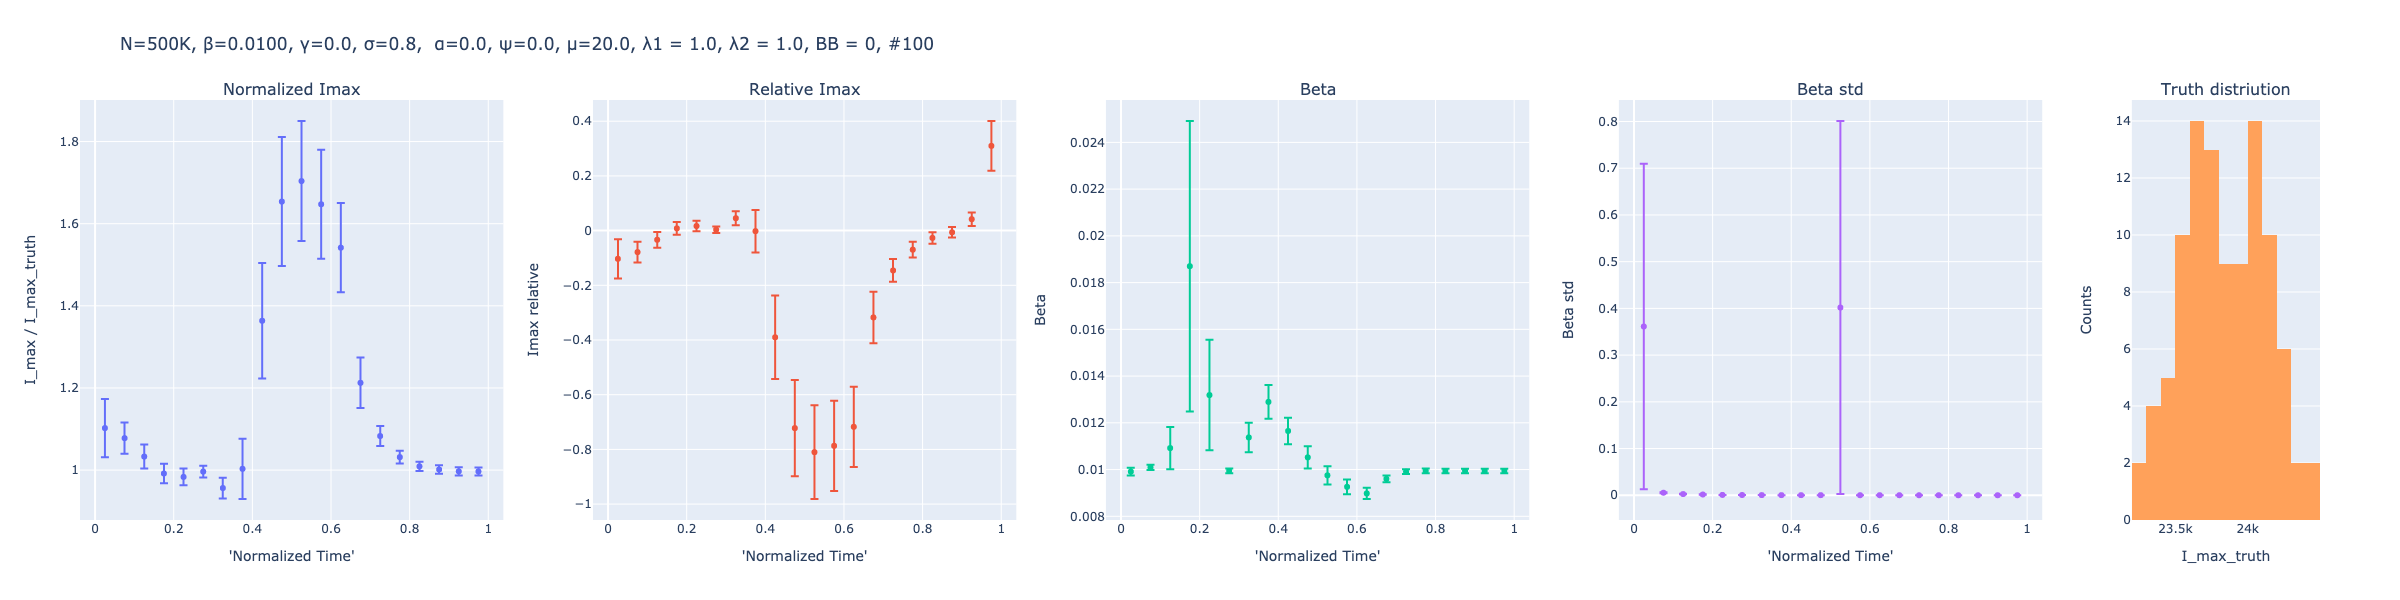 N=500K, β=0.0100, γ=0.0, σ=0.8, α=0.0, ψ=0.0, μ=20.0, λ1 = 1.0, λ2 = 1.0, BB = 0, #100
Normalized Imax
I_max / I_max_truth
1.8
1.6
1.4
1.2
1
0 0.2 0.4 0.6 0.8 1
'Normalized Time'
Relative Imax
Imax relative
0.4
0.2
0
−0.2
−0.4
−0.6
−0.8
−1
0 0.2 0.4 0.6 0.8 1
'Normalized Time'
Beta
Beta
0.024
0.022
0.02
0.018
0.016
0.014
0.012
0.01
0.008
0 0.2 0.4 0.6 0.8 1
'Normalized Time'
Beta std
Beta std
0.8
0.7
0.6
0.5
0.4
0.3
0.2
0.1
0
0 0.2 0.4 0.6 0.8 1
'Normalized Time'
Truth distriution
Counts
14
12
10
8
6
4
2
0
23.5k 24k
I_max_truth